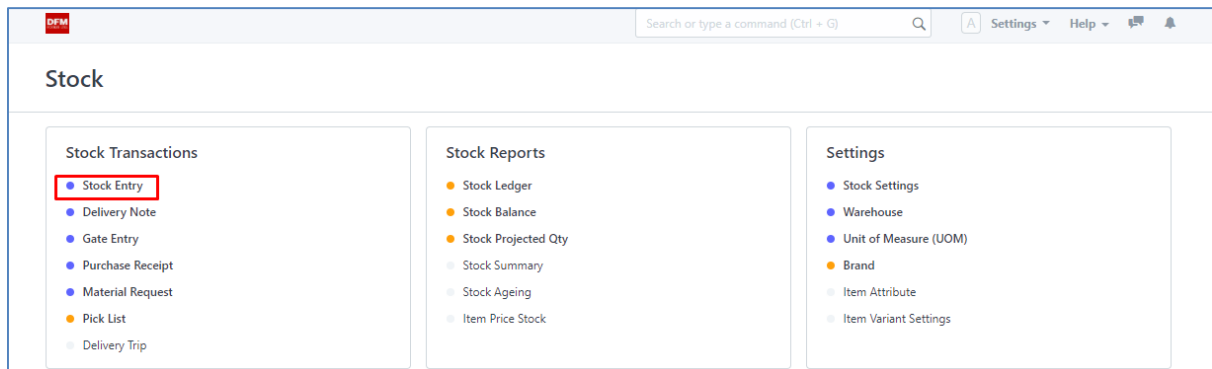 DFM
Search or type a command (Ctrl + G)
A Settings Help
Stock
Stock Transactions
Stock Entry
Delivery Note
Gate Entry
Purchase Receipt
Material Request
Pick List
Delivery Trip
Stock Reports
Stock Ledger
Stock Balance
Stock Projected Qty
Stock Summary
Stock Ageing
Item Price Stock
Settings
Stock Settings
Warehouse
Unit of Measure (UOM)
Brand
Item Attribute
Item Variant Settings